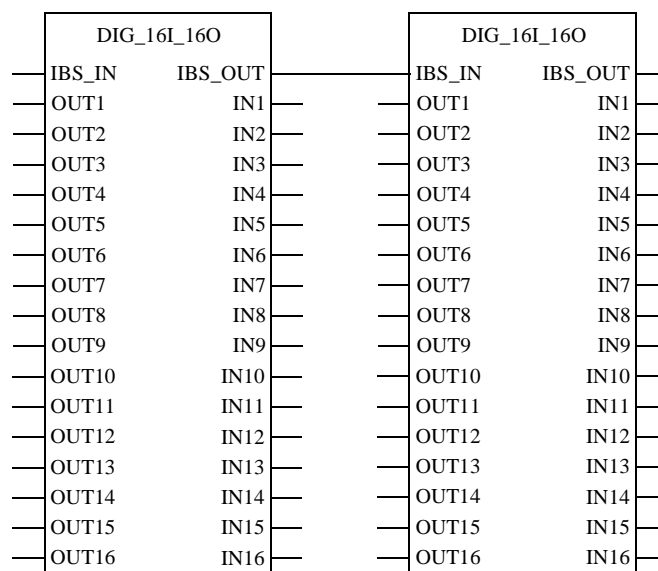 DIG_16I_16O DIG_16I_16O
IBS_IN IBS_OUT IBS_IN IBS_OUT
OUT1 IN1 OUT1 IN1
OUT2 IN2 OUT2 IN2
OUT3 IN3 OUT3 IN3
OUT4 IN4 OUT4 IN4
OUT5 IN5 OUT5 IN5
OUT6 IN6 OUT6 IN6
OUT7 IN7 OUT7 IN7
OUT8 IN8 OUT8 IN8
OUT9 IN9 OUT9 IN9
OUT10 IN10 OUT10 IN10
OUT11 IN11 OUT11 IN11
OUT12 IN12 OUT12 IN12
OUT13 IN13 OUT13 IN13
OUT14 IN14 OUT14 IN14
OUT15 IN15 OUT15 IN15
OUT16 IN16 OUT16 IN16